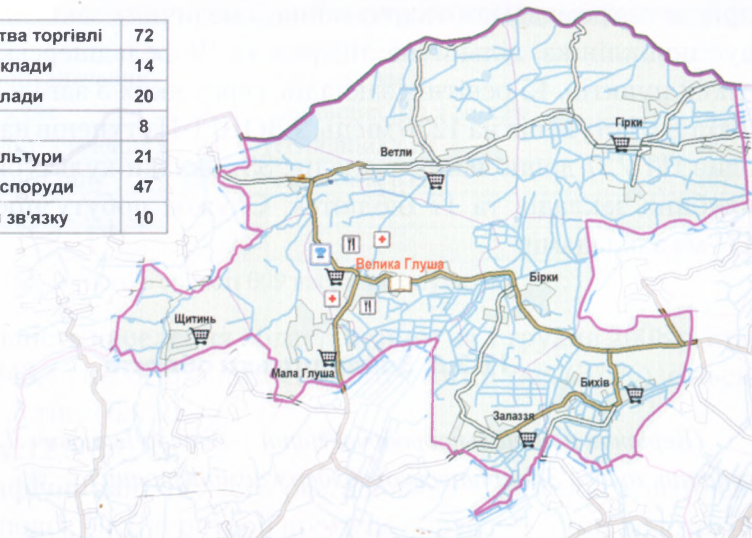 тва торгівлі 72
клади 14
лади 20
8
льтури 21
споруди 47
зв'язку 10
Гірки
Ветли
Велика Глуша
Бірки
Щитинь
Мала Глуша
Бихів
Залаззя